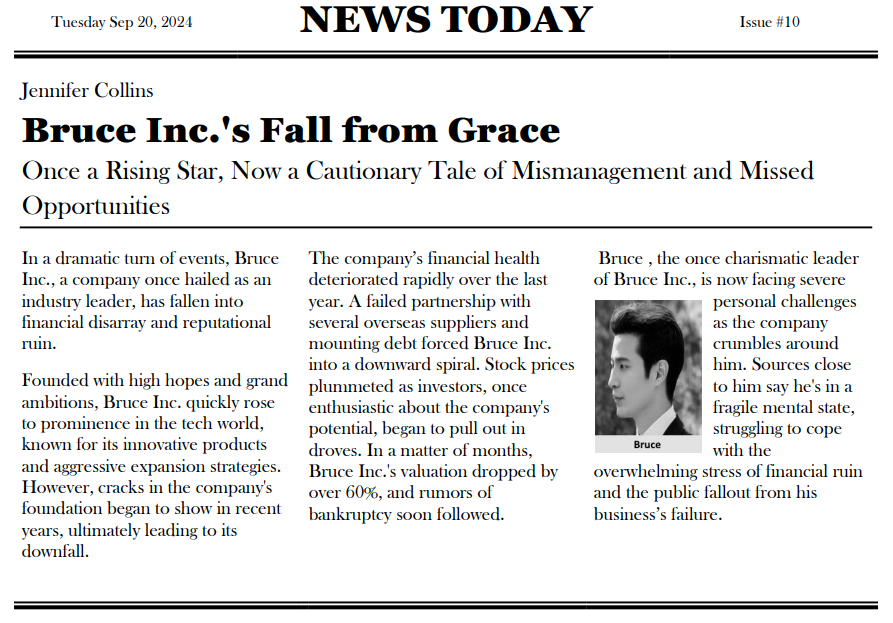 Tuesday Sep 20, 2024
NEWS TODAY
Issue #10
Jennifer Collins
Bruce Inc.'s Fall from Grace
Once a Rising Star, Now a Cautionary Tale of Mismanagement and Missed
Opportunities
In a dramatic turn of events, Bruce
Inc., a company once hailed as an
industry leader, has fallen into
financial disarray and reputational
ruin.
Founded with high hopes and grand
ambitions, Bruce Inc. quickly rose
to prominence in the tech world,
known for its innovative products
and aggressive expansion strategies.
However, cracks in the company's
foundation began to show in recent
years, ultimately leading to its
downfall.
The company’s financial health
deteriorated rapidly over the last
year. A failed partnership with
several overseas suppliers and
mounting debt forced Bruce Inc.
into a downward spiral. Stock prices
plummeted as investors, once
enthusiastic about the company's
potential, began to pull out in
droves. In a matter of months,
Bruce Inc.'s valuation dropped by
over 60%, and rumors of
bankruptcy soon followed.
Bruce , the once charismatic leader
of Bruce Inc., is now facing severe
personal challenges
as the company
crumbles around
him. Sources close
to him say he's in a
fragile mental state,
struggling to cope
with the
overwhelming stress of financial ruin
and the public fallout from his
business’s failure.
Bruce